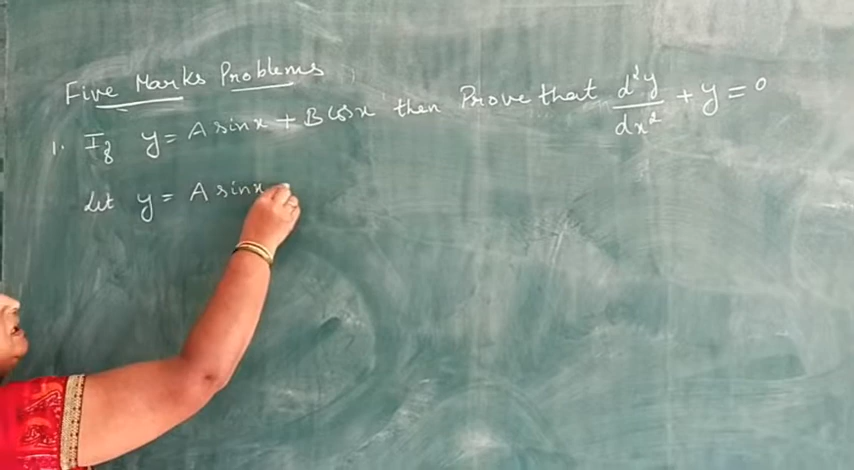 Five Marks Problems
1. If y = A sinx + B cosx then Prove that d²y/dx² + y = 0
Let y = A sinx